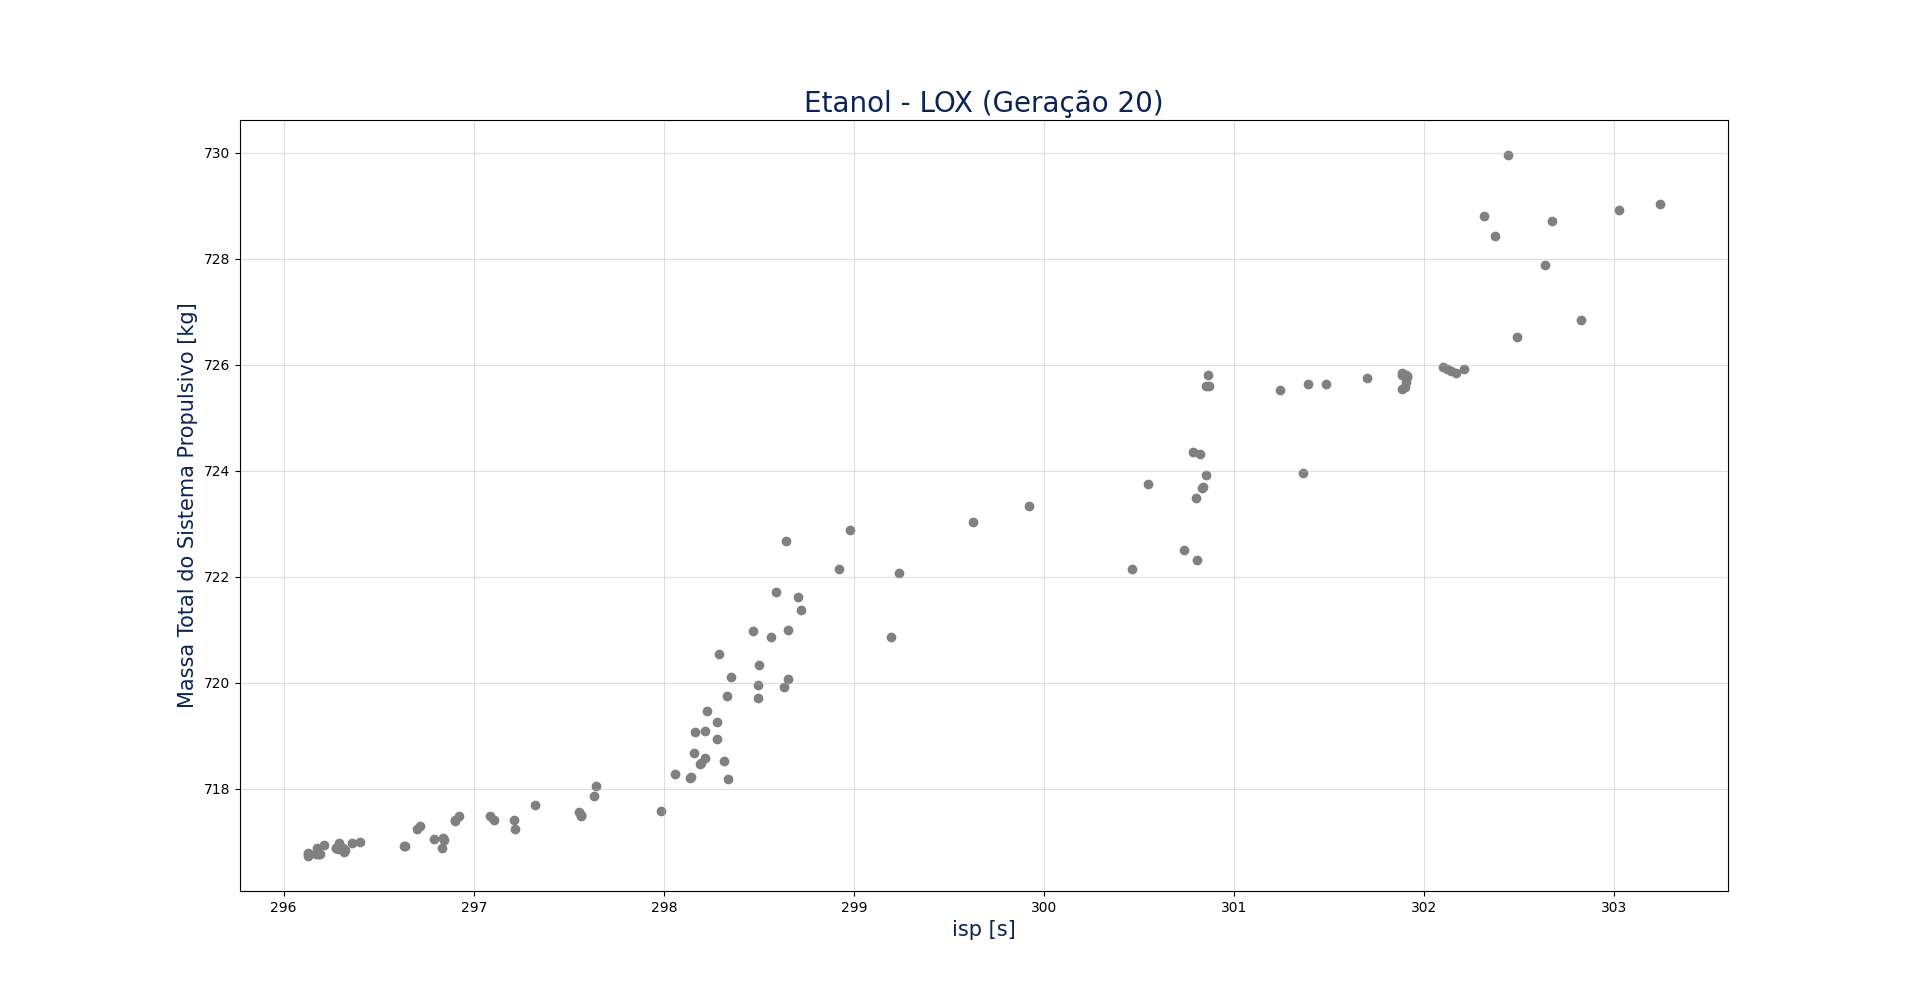 Etanol - LOX (Geração 20)
Massa Total do Sistema Propulsivo [kg]
730
728
726
724
722
720
718
296 297 298 299 300 301 302 303
isp [s]